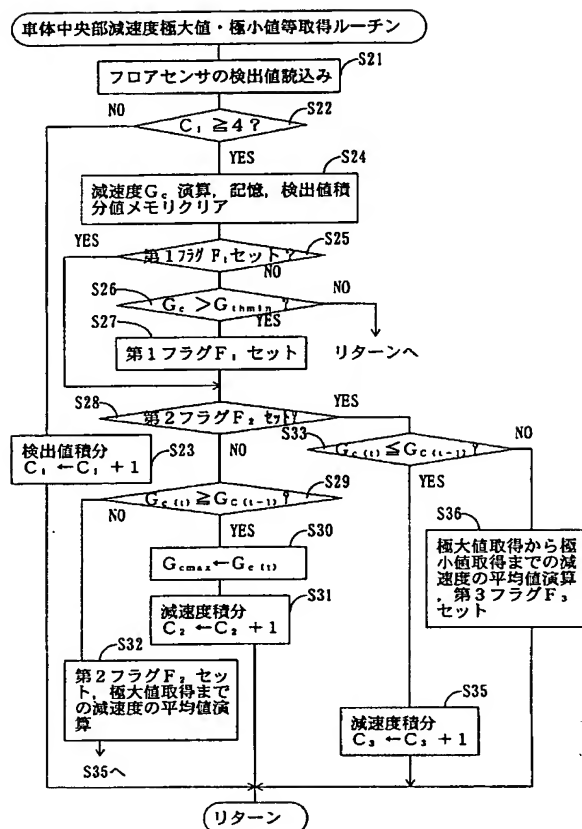 車体中央部減速度極大値・極小値等取得ルーチン
フロアセンサの検出値読込み
S21
NO
C₁≧4?
S22
YES
S24
減速度G꜀演算,記憶,検出値積
分値メモリクリア
YES
第1フラグF₁セット?
S25
NO
S26
G꜀>Gthmin?
NO
YES
S27
第1フラグF₁セット
リターンへ
S28
第2フラグF₂セット?
YES
S33
検出値積分
C₁←C₁+1
S23
NO
Gc(t)≦GC(t-1)?
NO
YES
Gc(t)≧GC(t-1)?
S29
NO
YES
S30
Gcmax←Gc(t)
S36
極大値取得から極
小値取得までの減
速度の平均値演算
,第3フラグF₃
セット
S31
減速度積分
C₂←C₂+1
S32
第2フラグF₂セッ
ト,極大値取得まで
の減速度の平均値演
算
S35へ
S35
減速度積分
C₃←C₃+1
リターン